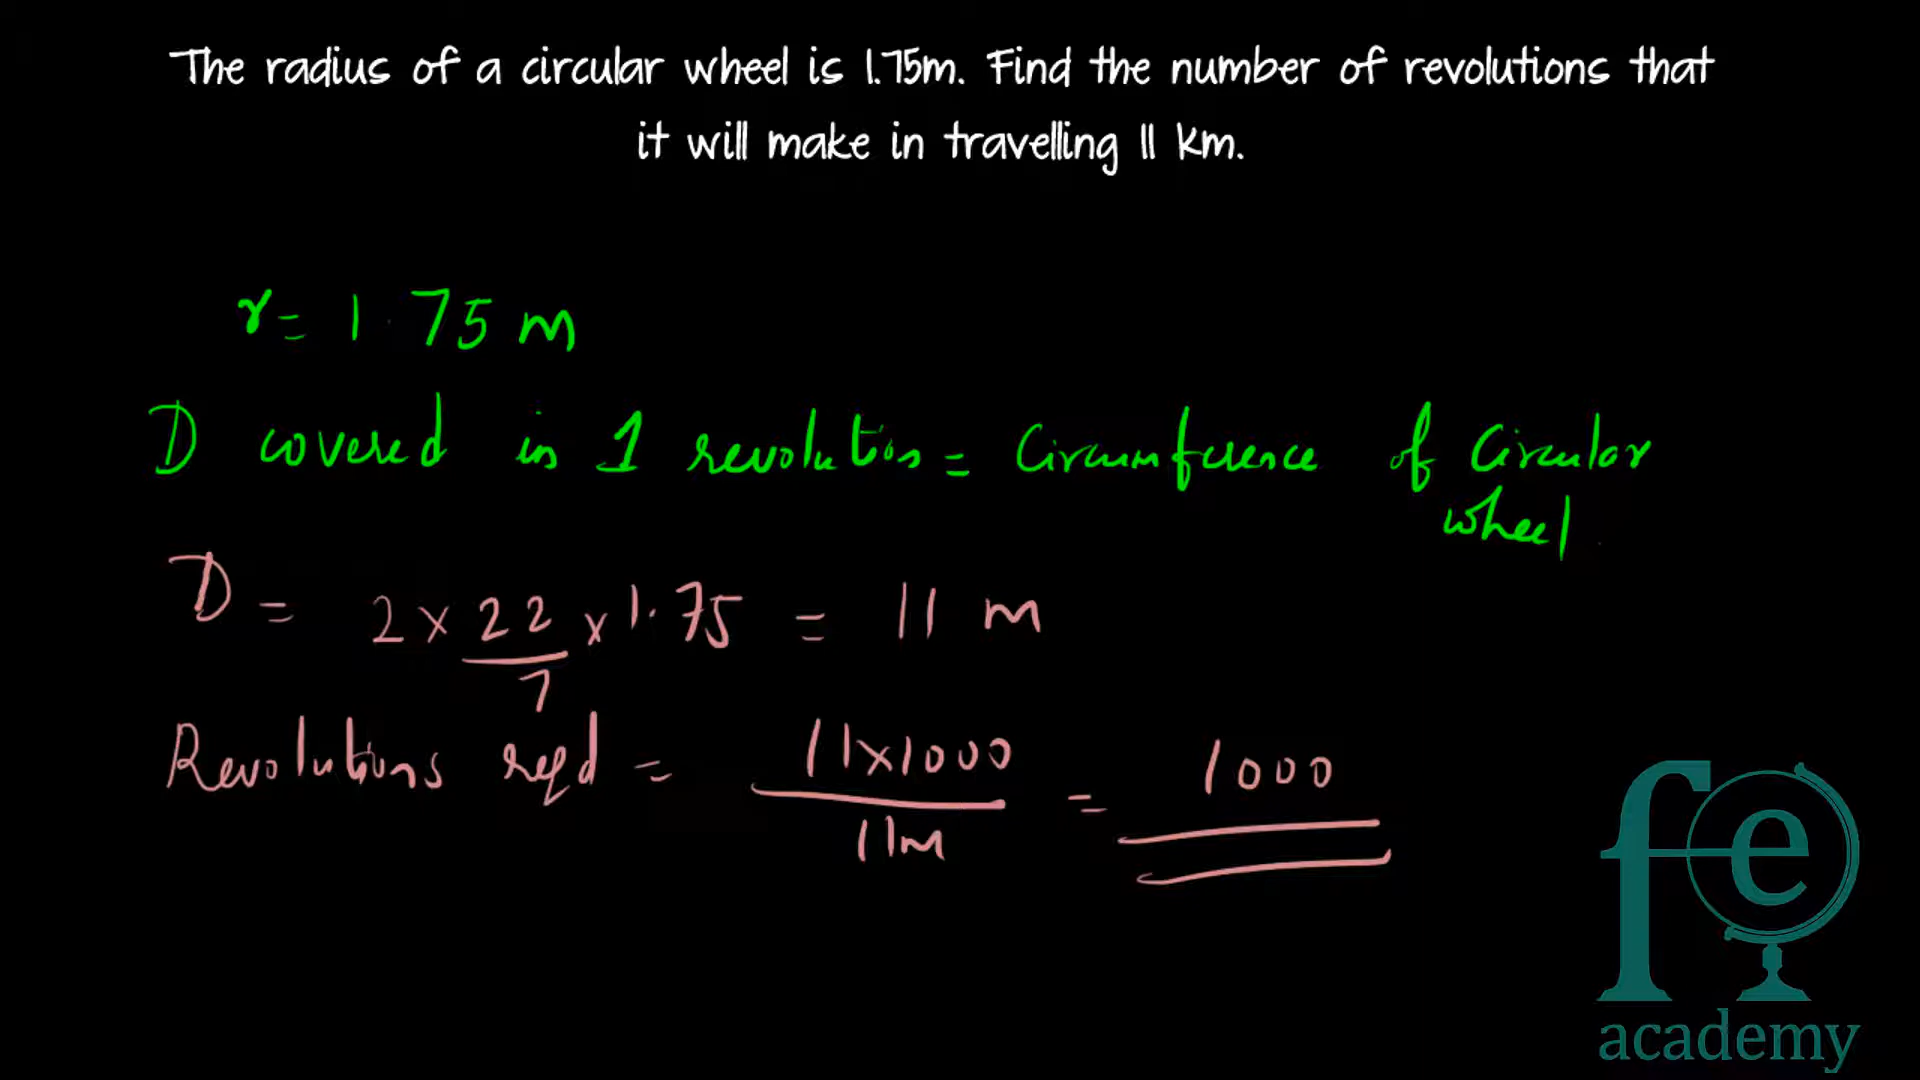 The radius of a circular wheel is 1.75m. Find the number of revolutions that
it will make in travelling 11 km.
r = 1.75 m
D covered in 1 revolution = Circumference of Circular
wheel.
D = 2 x 22/7 x 1.75 = 11 m
Revolutions reqd = 11x1000/11m = 1000
fe
academy